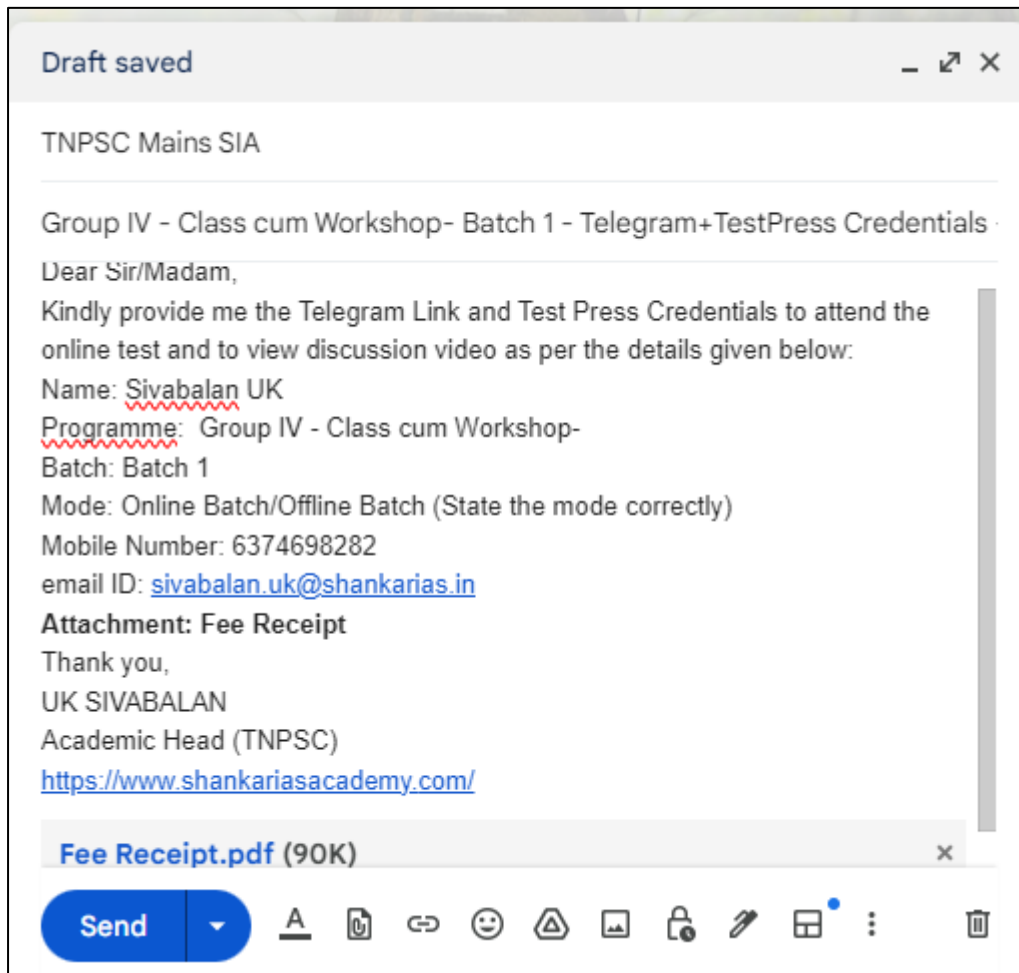 Draft saved
TNPSC Mains SIA
Group IV - Class cum Workshop- Batch 1 - Telegram+TestPress Credentials -
Dear Sir/Madam,
Kindly provide me the Telegram Link and Test Press Credentials to attend the
online test and to view discussion video as per the details given below:
Name: Sivabalan UK
Programme:  Group IV - Class cum Workshop-
Batch: Batch 1
Mode: Online Batch/Offline Batch (State the mode correctly)
Mobile Number: 6374698282
email ID: sivabalan.uk@shankarias.in
Attachment: Fee Receipt
Thank you,
UK SIVABALAN
Academic Head (TNPSC)
https://www.shankariasacademy.com/
Fee Receipt.pdf (90K)
Send